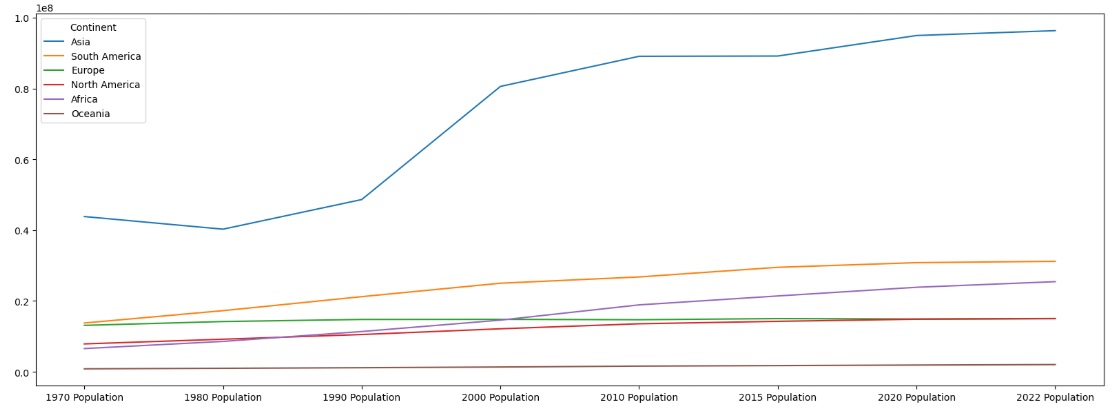 1e8
1.0
0.8
0.6
0.4
0.2
0.0
Continent
Asia
South America
Europe
North America
Africa
Oceania
1970 Population 1980 Population 1990 Population 2000 Population 2010 Population 2015 Population 2020 Population 2022 Population